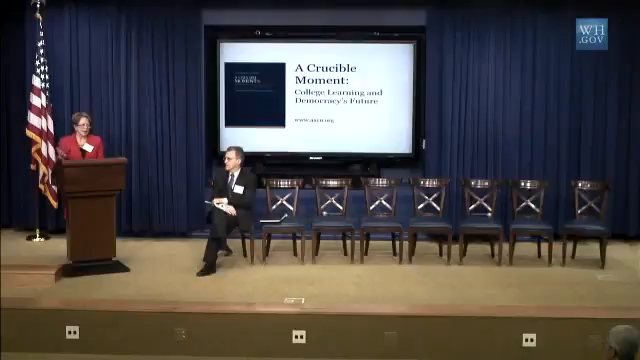 WH
.GOV
A Crucible
Moment:
College Learning and
Democracy's Future
www.aacu.org